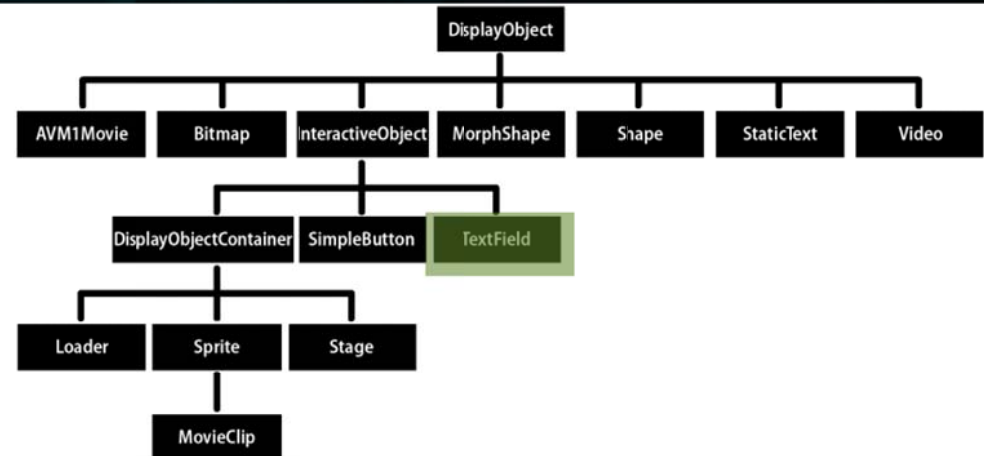 DisplayObject
AVM1Movie Bitmap InteractiveObject MorphShape Shape StaticText Video
DisplayObjectContainer SimpleButton TextField
Loader Sprite Stage
MovieClip